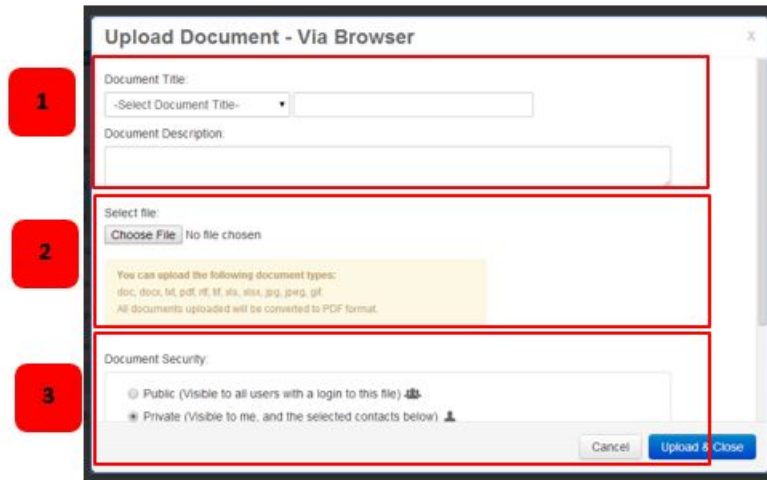 Upload Document - Via Browser
X
1
Document Title:
-Select Document Title-
Document Description:
2
Select file:
Choose File No file chosen
You can upload the following document types:
doc, docx, txt, pdf, rtf, tif, xls, xlsx, jpg, jpeg, gif.
All documents uploaded will be converted to PDF format.
3
Document Security:
Public (Visible to all users with a login to this file)
Private (Visible to me, and the selected contacts below)
Cancel Upload & Close